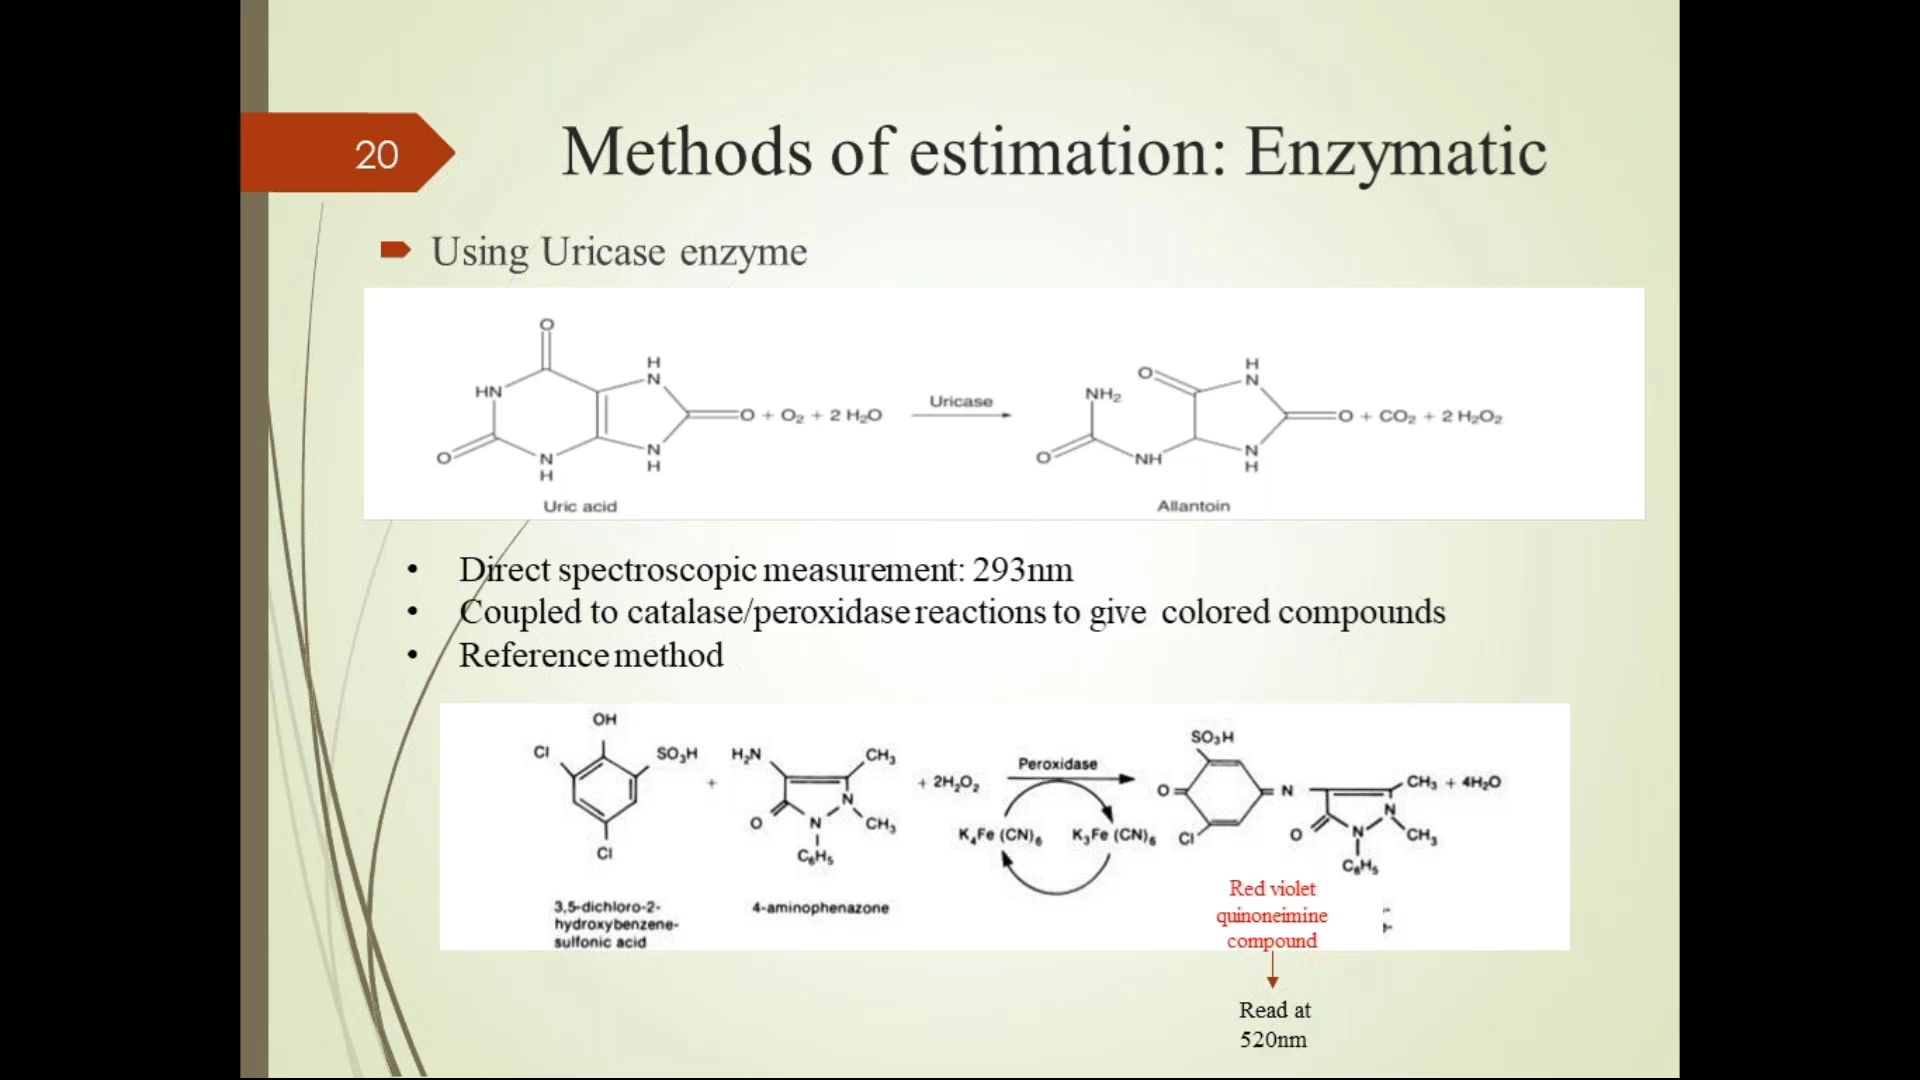 20
Methods of estimation: Enzymatic
Using Uricase enzyme
O
HN
H
N
O + O₂ + 2 H₂O
O
N
H
N
H
Uric acid
Uricase
O
H
N
NH₂
O + CO₂ + 2 H₂O₂
O
NH
N
H
Allantoin
• Direct spectroscopic measurement: 293nm
• Coupled to catalase/peroxidase reactions to give colored compounds
• Reference method
OH
Cl
SO₃H
Cl
+
H₂N
CH₃
N
O
N
CH₃
C₆H₅
+ 2H₂O₂
Peroxidase
K₄Fe (CN)₆
K₃Fe (CN)₆
SO₃H
O
N
Cl
CH₃ + 4H₂O
N
O
N
CH₃
C₆H₅
3,5-dichloro-2-
hydroxybenzene-
sulfonic acid
4-aminophenazone
Red violet
quinoneimine
compound
Read at
520nm